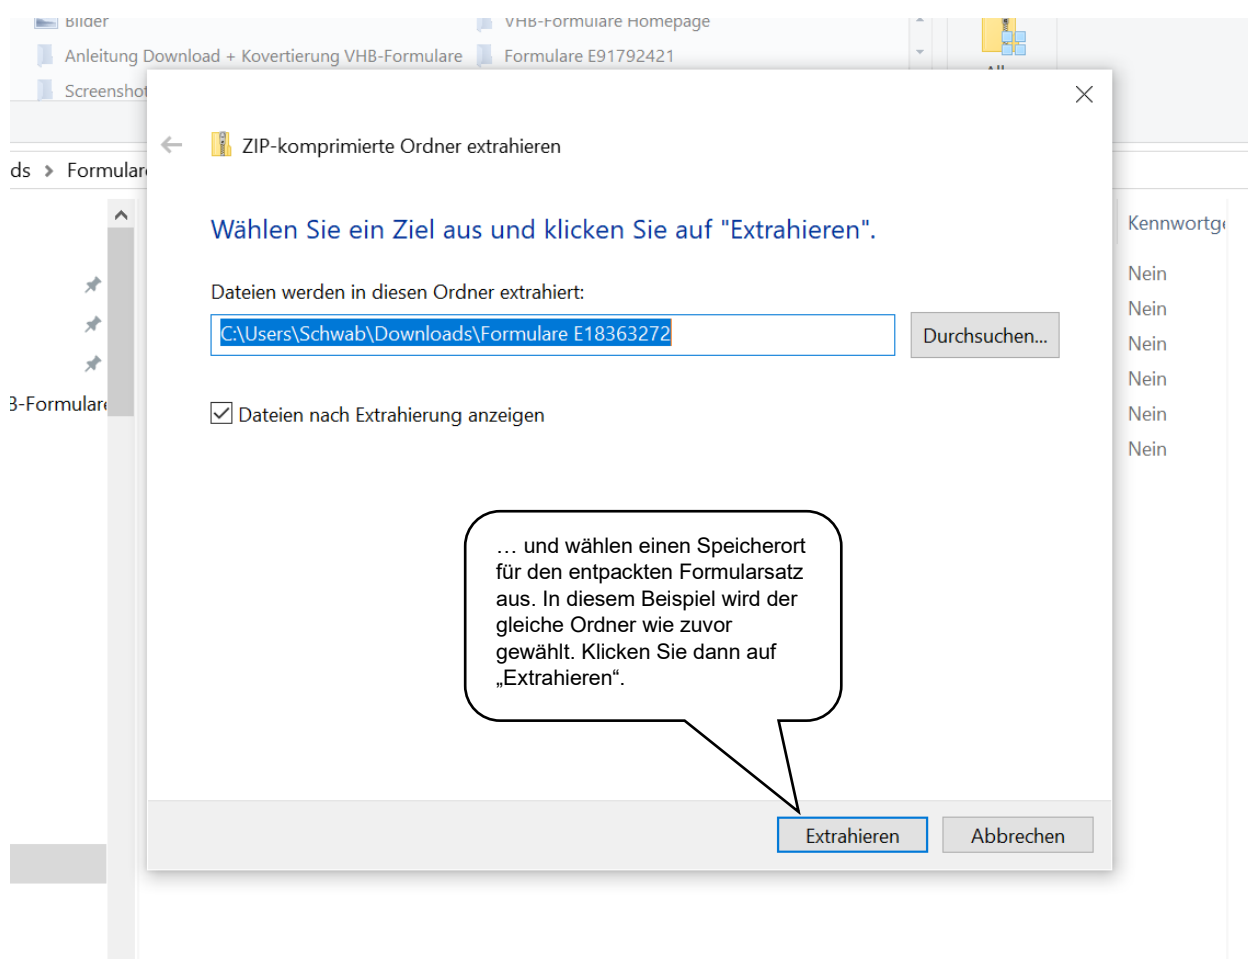 Bilder
VHB-Formulare Homepage
Anleitung Download + Kovertierung VHB-Formulare
Formulare E91792421
Screenshot
ZIP-komprimierte Ordner extrahieren
ds > Formulare
Wählen Sie ein Ziel aus und klicken Sie auf "Extrahieren".
Kennwortge
Dateien werden in diesen Ordner extrahiert:
Nein
C:\Users\Schwab\Downloads\Formulare E18363272
Durchsuchen...
Nein
Nein
Nein
B-Formulare
Dateien nach Extrahierung anzeigen
Nein
Nein
… und wählen einen Speicherort
für den entpackten Formularsatz
aus. In diesem Beispiel wird der
gleiche Ordner wie zuvor
gewählt. Klicken Sie dann auf
„Extrahieren“.
Extrahieren
Abbrechen